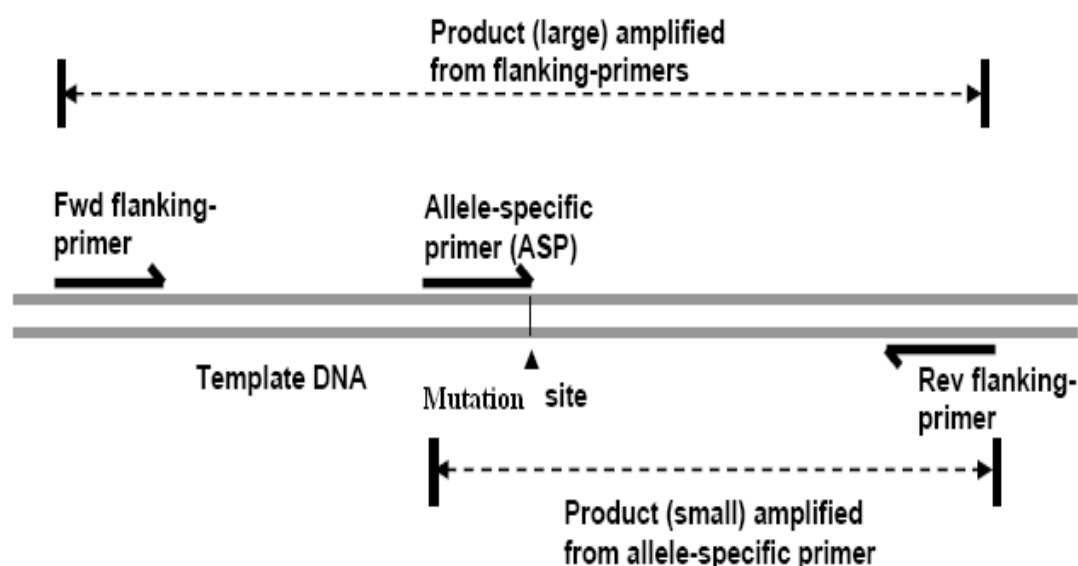 Product (large) amplified
from flanking-primers
Fwd flanking-
primer
Allele-specific
primer (ASP)
Template DNA
Mutation site
Rev flanking-
primer
Product (small) amplified
from allele-specific primer